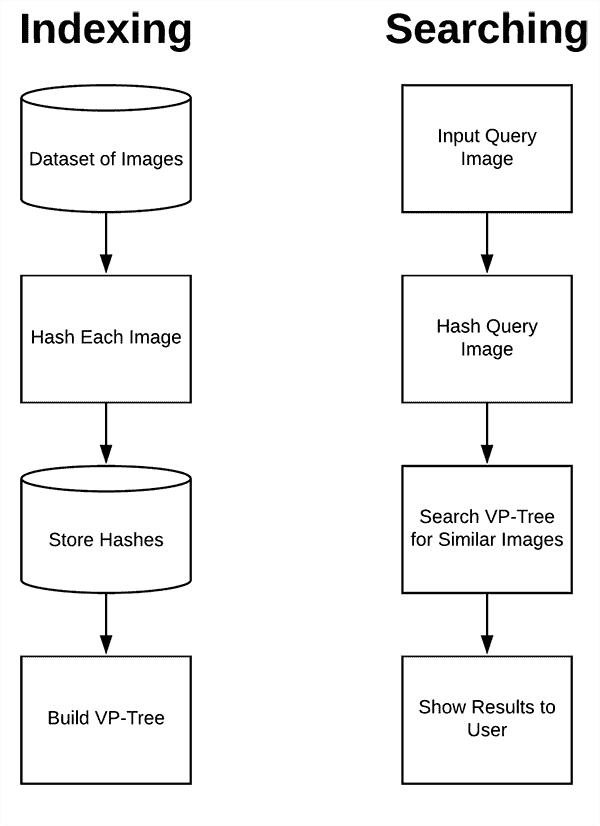 Indexing
Dataset of Images
Hash Each Image
Store Hashes
Build VP-Tree
Searching
Input Query
Image
Hash Query
Image
Search VP-Tree
for Similar Images
Show Results to
User